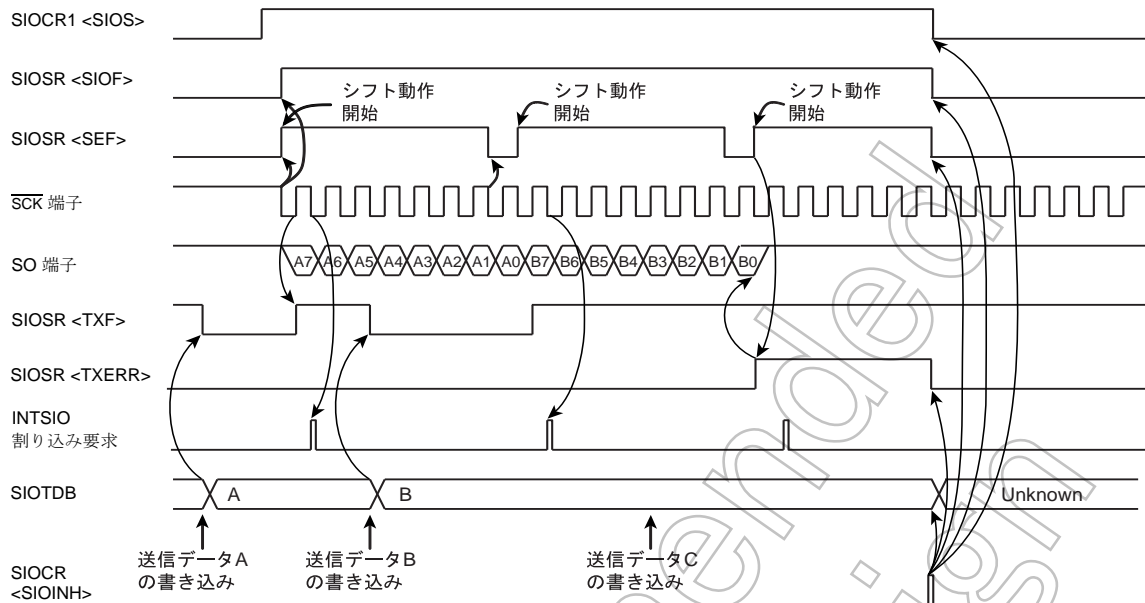 SIOCR1 <SIOS>
SIOSR <SIOF>
シフト動作
開始
シフト動作
開始
シフト動作
開始
SIOSR <SEF>
SCK 端子
SO 端子
A7 A6 A5 A4 A3 A2 A1 A0 B7 B6 B5 B4 B3 B2 B1 B0
SIOSR <TXF>
SIOSR <TXERR>
INTSIO
割り込み要求
SIOTDB
A
B
Unknown
送信データA
の書き込み
送信データB
の書き込み
送信データC
の書き込み
SIOCR
<SIOINH>